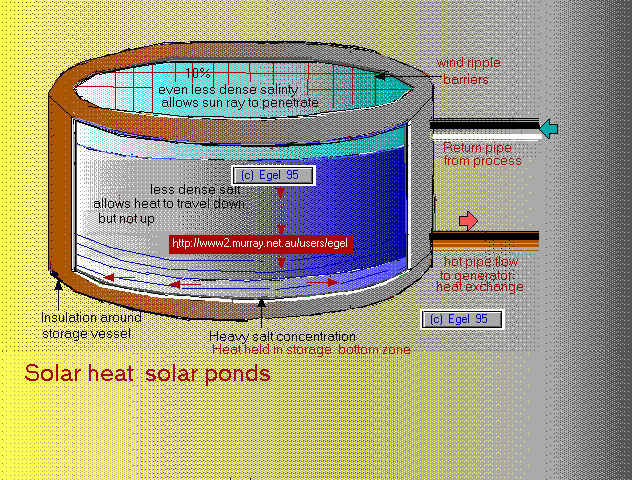 10%
even less dense salinty
allows sun ray to penetrate
wind ripple
barriers
Return pipe
from process
(c) Egel 95
less dense salt
allows heat to travel down
but not up
http://www2.murray.net.au/users/egel
hot pipe flow
to generator
heat exchange
Insulation around
storage vessel
(c) Egel 95
Heavy salt concentration
Heat held in storage bottom zone
Solar heat solar ponds